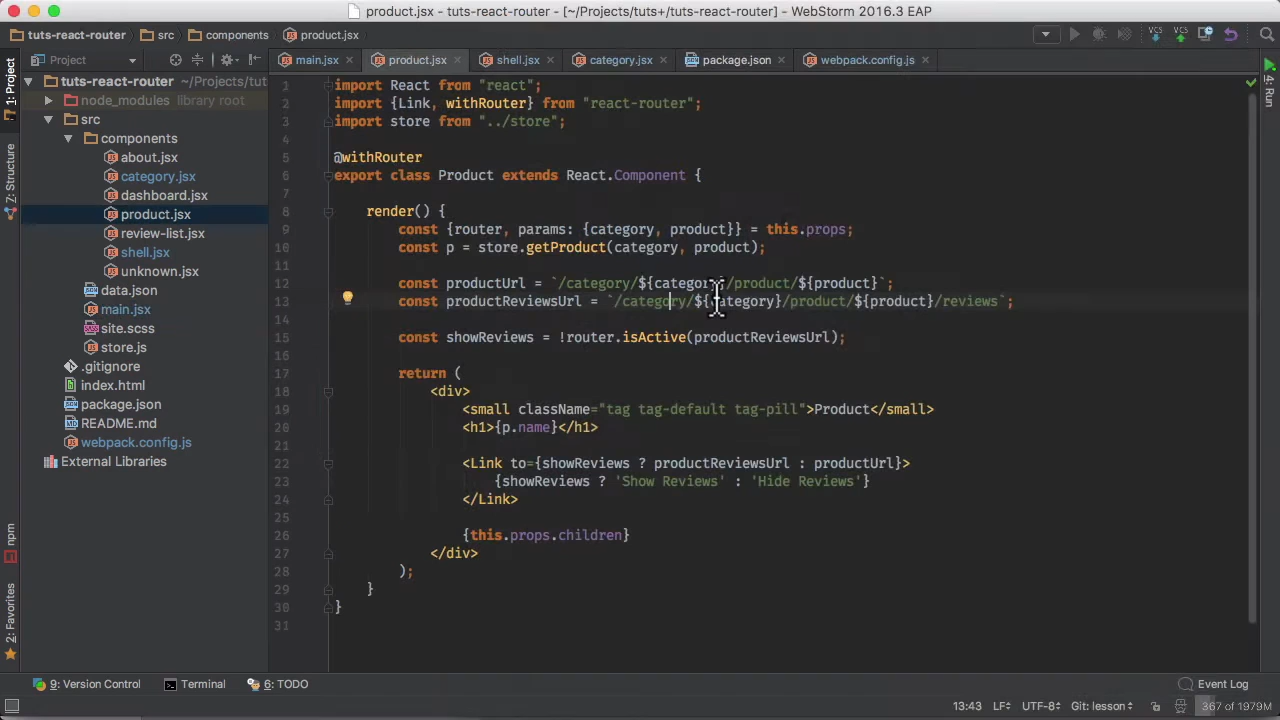 product.jsx - tuts-react-router - [~/Projects/tuts+/tuts-react-router] - WebStorm 2016.3 EAP
tuts-react-router src components product.jsx
VCS VCS
1: Project
Project
main.jsx product.jsx shell.jsx category.jsx package.json webpack.config.js
4: Run
7: Structure
npm
2: Favorites
tuts-react-router ~/Projects/tut
node_modules library root
src
components
about.jsx
category.jsx
dashboard.jsx
product.jsx
review-list.jsx
shell.jsx
unknown.jsx
data.json
main.jsx
site.scss
store.js
.gitignore
index.html
package.json
README.md
webpack.config.js
External Libraries
1 import React from "react";
2 import {Link, withRouter} from "react-router";
3 import store from "../store";
4
5 @withRouter
6 export class Product extends React.Component {
7
8 render() {
9 const {router, params: {category, product}} = this.props;
10 const p = store.getProduct(category, product);
11
12 const productUrl = `/category/${category}/product/${product}`;
13 const productReviewsUrl = `/category/${category}/product/${product}/reviews`;
14
15 const showReviews = !router.isActive(productReviewsUrl);
16
17 return (
18 <div>
19 <small className="tag tag-default tag-pill">Product</small>
20 <h1>{p.name}</h1>
21
22 <Link to={showReviews ? productReviewsUrl : productUrl}>
23 {showReviews ? 'Show Reviews' : 'Hide Reviews'}
24 </Link>
25
26 {this.props.children}
27 </div>
28 );
29 }
30 }
31
9: Version Control Terminal 6: TODO Event Log
13:43 LF UTF-8 Git: lesson 367 of 1979M